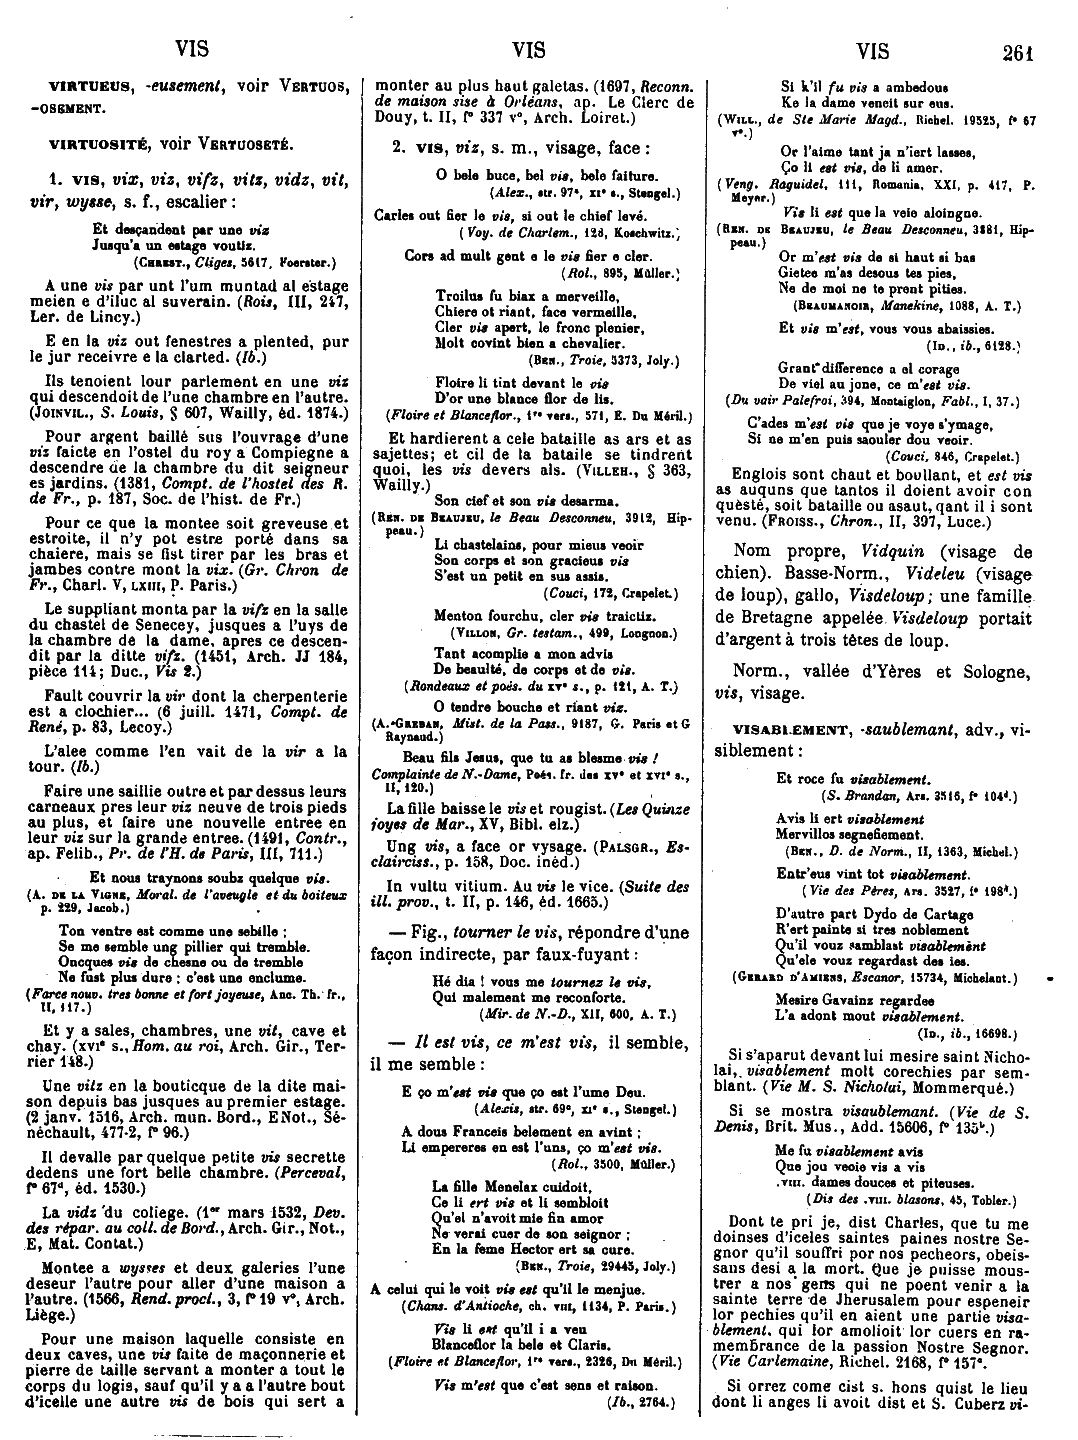 VIS
VIS
VIS
261
VIRTUEUS, -eusement, voir VERTUOS,
-OSEMENT.
VIRTUOSITÉ, voir VERTUOSETÉ.
1. VIS, vix, viz, vifz, vitz, vidz, vit,
vir, wysse, s. f., escalier :
Et desçandent par une viz
Jusqu'a un estage voutiz.
(CHREST., Cliges, 5617, Foerster.)
A une vis par unt l'um muntad al estage
meien e d'iluc al suverain. (Rois, III, 247,
Ler. de Lincy.)
E en la viz out fenestres a plented, pur
le jur receivre e la clarted. (Ib.)
Ils tenoient lour parlement en une viz
qui descendoit de l'une chambre en l'autre.
(JOINVIL., S. Louis, § 607, Wailly, éd. 1874.)
Pour argent baillé sus l'ouvrage d'une
viz faicte en l'ostel du roy a Compiegne a
descendre de la chambre du dit seigneur
es jardins. (1381, Compt. de l'hostel des R.
de Fr., p. 187, Soc. de l'hist. de Fr.)
Pour ce que la montee soit greveuse et
estroite, il n'y pot estre porté dans sa
chaiere, mais se fist tirer par les bras et
jambes contre mont la vix. (Gr. Chron de
Fr., Charl. V, LXIII, P. Paris.)
Le suppliant monta par la vifz en la salle
du chastel de Senecey, jusques a l'uys de
la chambre de la dame, apres ce descen-
dit par la ditte vifz. (1451, Arch. JJ 184,
pièce 114; Duc., Vis 2.)
Fault couvrir la vir dont la cherpenterie
est a clochier... (6 juill. 1471, Compt. de
René, p. 83, Lecoy.)
L'alee comme l'en vait de la vir a la
tour. (Ib.)
Faire une saillie outre et par dessus leurs
carneaux pres leur viz neuve de trois pieds
au plus, et faire une nouvelle entree en
leur viz sur la grande entree. (1491, Contr.,
ap. Felib., Pr. de l'H. de Paris, III, 711.)
Et nous traynons soubz quelque vis.
(A. DE LA VIGNE, Moral. de l'aveugle et du boiteux
p. 229, Jacob.)
Ton ventre est comme une sebille ;
Se me semble ung pillier qui tremble.
Oncques vis de chesne ou de tremble
Ne fust plus dure ; c'est une enclume.
(Farce nouv. tres bonne et fort joyeuse, Anc. Th. fr.,
II, 417.)
Et y a sales, chambres, une vit, cave et
chay. (XVIe s., Hom. au roi, Arch. Gir., Ter-
rier 148.)
Une vitz en la bouticque de la dite mai-
son depuis bas jusques au premier estage.
(2 janv. 1516, Arch. mun. Bord., E Not., Sé-
néchault, 477-2, f° 96.)
Il devalle par quelque petite vis secrette
dedens une fort belle chambre. (Perceval,
f° 67d, éd. 1530.)
La vidz du coliege. (1er mars 1532, Dev.
des répar. au coll. de Bord., Arch. Gir., Not.,
E, Mat. Contat.)
Montee a wysses et deux galeries l'une
deseur l'autre pour aller d'une maison a
l'autre. (1566, Rend. procl., 3, f° 19 v°, Arch.
Liège.)
Pour une maison laquelle consiste en
deux caves, une vis faite de maçonnerie et
pierre de taille servant a monter a tout le
corps du logis, sauf qu'il y a a l'autre bout
d'icelle une autre vis de bois qui sert a
monter au plus haut galetas. (1697, Reconn.
de maison sise à Orléans, ap. Le Clerc de
Douy, t. II, f° 337 v°, Arch. Loiret.)
2. VIS, viz, s. m., visage, face :
O bele buce, bel vis, bele faiture.
(Alex., str. 97a, XIe s., Stengel.)
Carles out fier le vis, si out le chief levé.
(Voy. de Charlem., 128, Koschwitz.)
Cors ad mult gent e le vis fier e cler.
(Rol., 895, Müller.)
Troilus fu biax a merveille,
Chiere ot riant, face vermeille,
Cler vis apert, le fronc plenier,
Molt covint bien a chevalier.
(BEN., Troie, 5373, Joly.)
Floire li tint devant le vis
D'or une blance flor de lis.
(Floire et Blanceflor., 1re vers., 571, E. Du Méril.)
Et hardierent a cele bataille as ars et as
sajettes; et cil de la bataile se tindrent
quoi, les vis devers als. (VILLEH., § 363,
Wailly.)
Son cief et son vis desarma.
(REN. DE BEAUJEU, le Beau Desconneu, 3912, Hip-
peau.)
Li chastelains, pour mieus veoir
Son corps et son gracieus vis
S'est un petit en sus assis.
(Couci, 172, Crapelet.)
Menton fourchu, cler vis traictiz.
(VILLON, Gr. testam., 499, Longnon.)
Tant acomplie a mon advis
De beaulté, de corps et de vis.
(Rondeaux et poés. du XVe s., p. 121, A. T.)
O tendre bouche et riant viz.
(A. GREBAN, Mist. de la Pass., 9187, G. Paris et G
Raynaud.)
Beau fils Jesus, que tu as blesme vis !
Complainte de N.-Dame, Poés. fr. des XVe et XVIe s.,
II, 120.)
La fille baisse le vis et rougist. (Les Quinze
joyes de Mar., XV, Bibl. elz.)
Ung vis, a face or vysage. (PALSGR., Es-
clairciss., p. 158, Doc. inéd.)
In vultu vitium. Au vis le vice. (Suite des
ill. prov., t. II, p. 146, éd. 1665.)
— Fig., tourner le vis, répondre d'une
façon indirecte, par faux-fuyant :
Hé dia ! vous me tournez le vis,
Qui malement me reconforte.
(Mir. de N.-D., XII, 600, A. T.)
— Il est vis, ce m'est vis, il semble,
il me semble :
E ço m'est vis que ço est l'ume Deu.
(Alexis, str. 69c, XIe s., Stengel.)
A dous Franceis belement en avint ;
Li empereres en est l'uns, ço m'est vis.
(Rol., 3500, Müller.)
La fille Menelax cuidoit,
Ce li ert vis et li sembloit
Qu'el n'avoit mie fin amor
Ne verai cuer de son seignor ;
En la feme Hector ert sa cure.
(BEN., Troie, 29445, Joly.)
A celui qui le voit vis est qu'il le menjue.
(Chans. d'Antioche, ch. VIII, 1134, P. Paris.)
Vis li est qu'il i a veu
Blanceflor la bele et Claris.
(Floire et Blanceflor, 1re vers., 2326, Du Méril.)
Vis m'est que c'est sens et raison.
(Ib., 2764.)
Si k'il fu vis a ambedous
Ke la dame veneit sur eus.
(WILL., de Ste Marie Magd., Richel. 19525, f° 67
v°.)
Or l'aime tant ja n'iert lasses,
Ço li est vis, de li amer.
(Veng. Raguidel, 111, Romania, XXI, p. 417, P.
Meyer.)
Vis li est que la veie aloingne.
(REN. DE BEAUJEU, le Beau Desconneu, 3881, Hip-
peau.)
Or m'est vis de si haut si bas
Gietee m'as desous tes pies,
Ne de moi ne te prent pities.
(BEAUMANOIR, Manekine, 1088, A. T.)
Et vis m'est, vous vous abaissies.
(ID., ib., 6128.)
Grant difference a el corage
De viel au jone, ce m'est vis.
(Du vair Palefroi, 394, Montaiglon, Fabl., I, 37.)
C'ades m'est vis que je voye s'ymage,
Si ne m'en puis saouler dou veoir.
(Couci, 846, Crapelet.)
Englois sont chaut et boullant, et est vis
as auquns que tantos il doient avoir con
questé, soit bataille ou asaut, qant il i sont
venu. (FROISS., Chron., II, 397, Luce.)
Nom propre, Vidquin (visage de
chien). Basse-Norm., Videleu (visage
de loup), gallo, Visdeloup ; une famille
de Bretagne appelée Visdeloup portait
d'argent à trois têtes de loup.
Norm., vallée d'Yères et Sologne,
vis, visage.
VISABLEMENT, -saublemant, adv., vi-
siblement :
Et roce fu visablement.
(S. Brandan, Ars. 3516, f° 104d.)
Avis li ert visablement
Mervillos segnefiement.
(BEN., D. de Norm., II, 1363, Michel.)
Entr'eus vint tot visablement.
(Vie des Pères, Ars. 3527, f° 198d.)
D'autre part Dydo de Cartage
R'ert painte si tres noblement
Qu'il vouz samblast visablement
Qu'ele vouz regardast des ies.
(GERARD D'AMIENS, Escanor, 15734, Michelant.)
Mesire Gavainz regardee
L'a adont mout visablement.
(ID., ib., 16698.)
Si s'aparut devant lui mesire saint Nicho-
lai, visablement molt corechies par sem-
blant. (Vie M. S. Nicholai, Mommerqué.)
Si se mostra visaublement. (Vie de S.
Denis, Brit. Mus., Add. 15606, f° 135b.)
Me fu visablement avis
Que jou veoie vis a vis
.VIII. dames douces et piteuses.
(Dis des .VIII. blasons, 45, Tobler.)
Dont te pri je, dist Charles, que tu me
doinses d'iceles saintes paines nostre Se-
gnor qu'il souffri por nos pecheors, obeis-
sans desi a la mort. Que je puisse mous-
trer a nos gens qui ne poent venir a la
sainte terre de Jherusalem pour espeneir
lor pechies qu'il en aient une partie visa-
blement. qui lor amolioit lor cuers en ra-
membrance de la passion Nostre Segnor.
(Vie Carlemaine, Richel. 2168, f° 157c.)
Si orrez come cist s. hons quist le lieu
dont li anges li avoit dist et S. Cuberz vi-